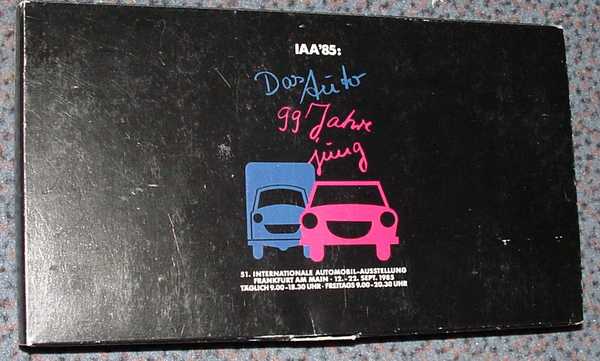 IAA'85:
Das Auto
99 Jahre
jung
51. INTERNATIONALE AUTOMOBIL-AUSSTELLUNG
FRANKFURT AM MAIN · 12.-22. SEPT. 1985
TÄGLICH 9.00-18.30 UHR · FREITAGS 9.00-20.30 UHR